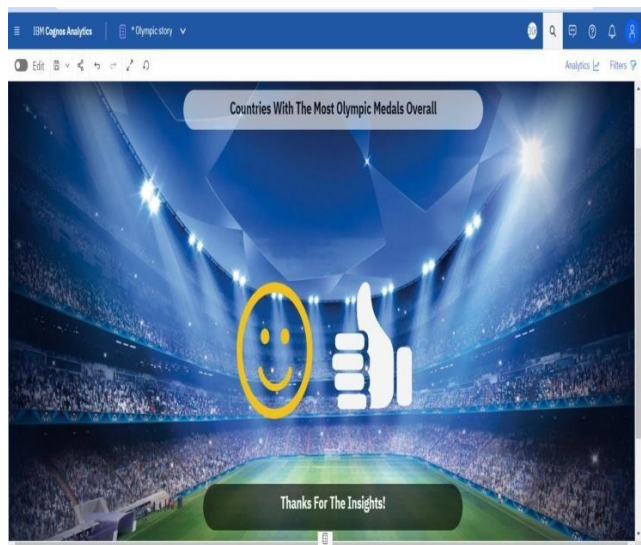 IBM Cognos Analytics * Olympic story
Edit Analytics Filters
Countries With The Most Olympic Medals Overall
Thanks For The Insights!